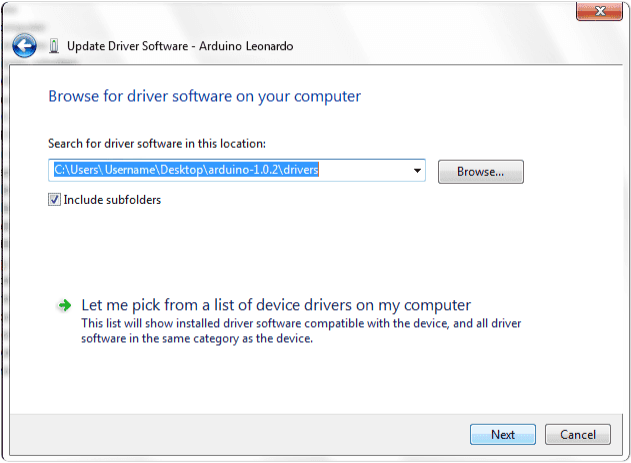 Update Driver Software - Arduino Leonardo
Browse for driver software on your computer
Search for driver software in this location:
C:\Users\ Username\Desktop\arduino-1.0.2\drivers
Browse...
Include subfolders
Let me pick from a list of device drivers on my computer
This list will show installed driver software compatible with the device, and all driver
software in the same category as the device.
Next
Cancel